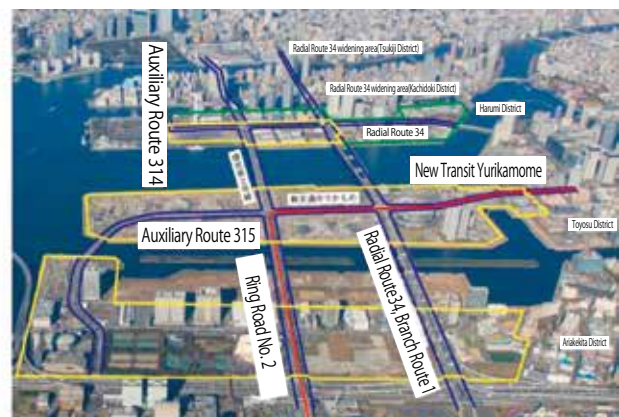 Radial Route 34 widening area(Tsukiji District)
Auxiliary Route 314
Radial Route 34 widening area(Kachidoki District)
Harumi District
Radial Route 34
New Transit Yurikamome
Auxiliary Route 315
Toyosu District
Ring Road No. 2
Radial Route34, Branch Route 1
Ariakekita District